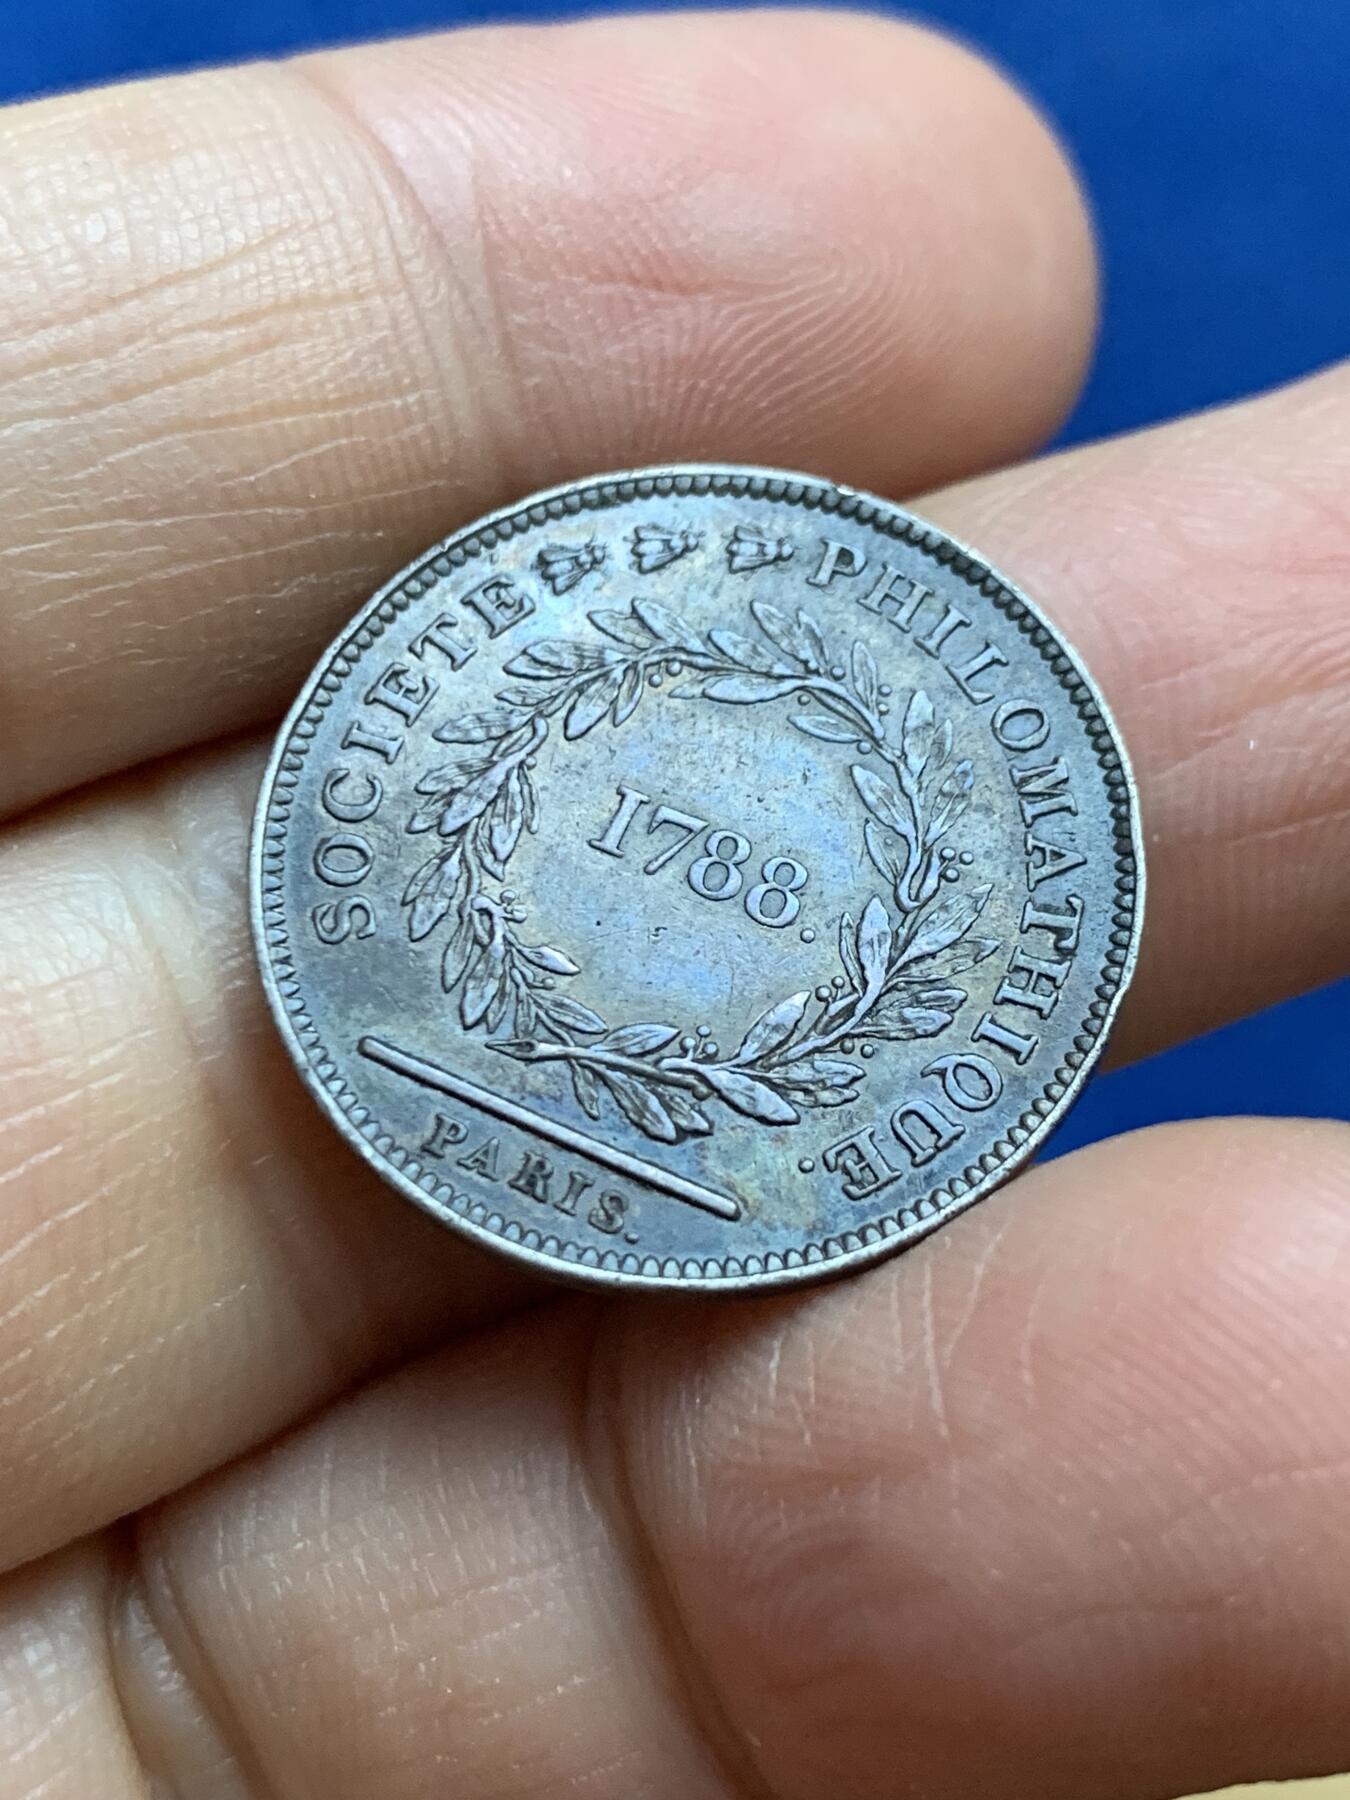 SOCIETE PHILOMATHIQUE.
1788.
PARIS.